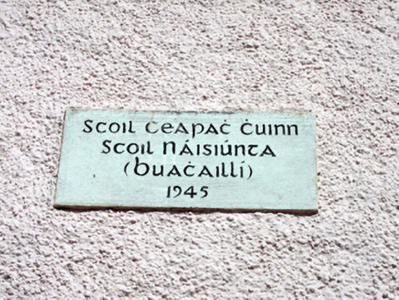 Scoil Ceapaċ Ċuinn
Scoil Náisiúnta
(Buaċaillí)
1945